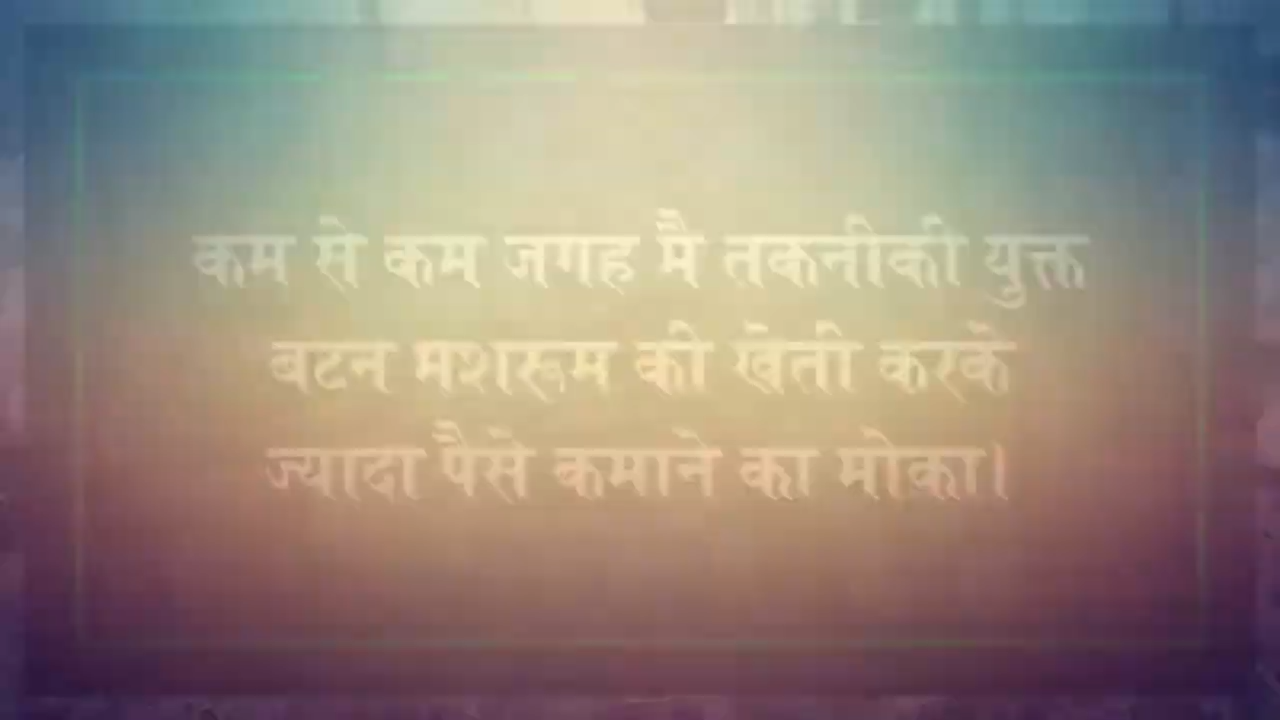 कम से कम जगह मै तकनीकी युक्त
बटन मशरूम की खेती करके
ज्यादा पैसे कमाने का मोका।